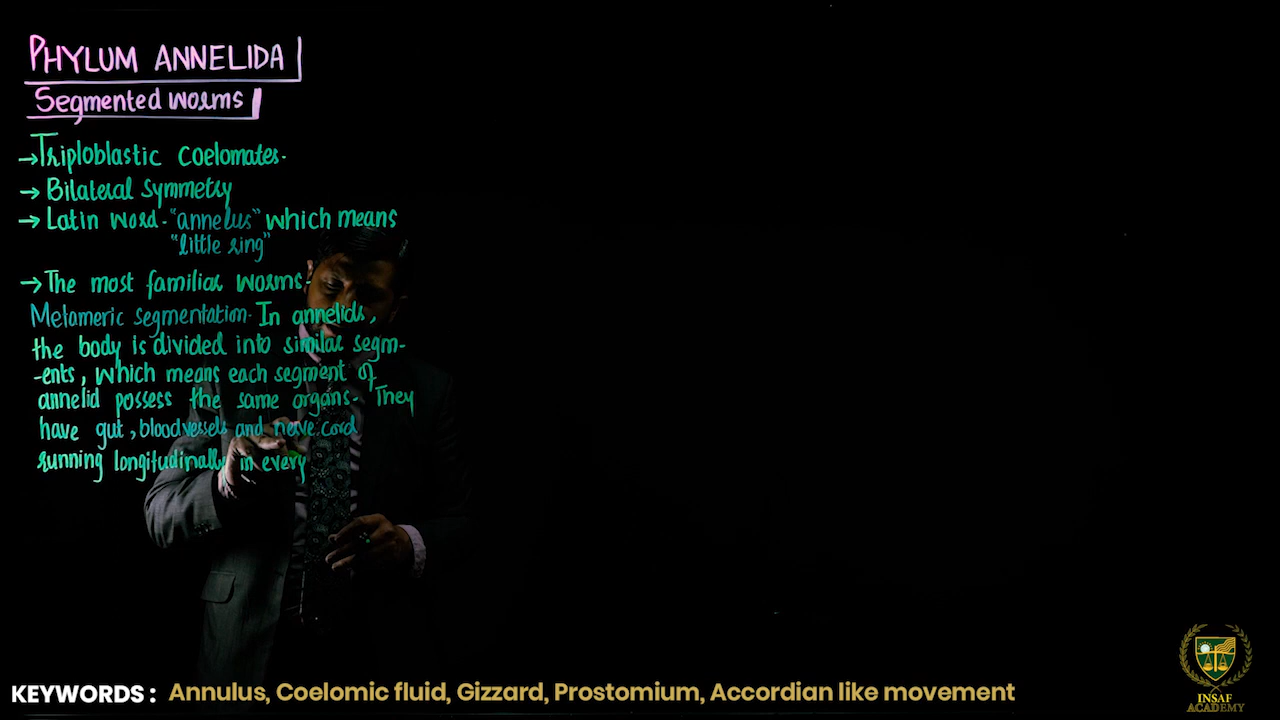 PHYLUM ANNELIDA
Segmented worms
→Triploblastic coelomates.
→ Bilateral symmetry
→ Latin word - "annelus" which means
"little ring"
→ The most familiar worms.
Metameric segmentation- In annelids,
the body is divided into similar segm-
-ents, which means each segment of
annelid possess the same organs. They
have gut, bloodvessels and nerve cord
running longitudinally in every
KEYWORDS : Annulus, Coelomic fluid, Gizzard, Prostomium, Accordian like movement
INSAF
ACADEMY